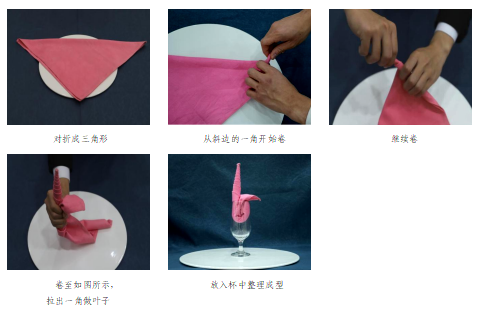 对折成三角形
从斜边的一角开始卷
继续卷
卷至如图所示，
拉出一角做叶子
放入杯中整理成型